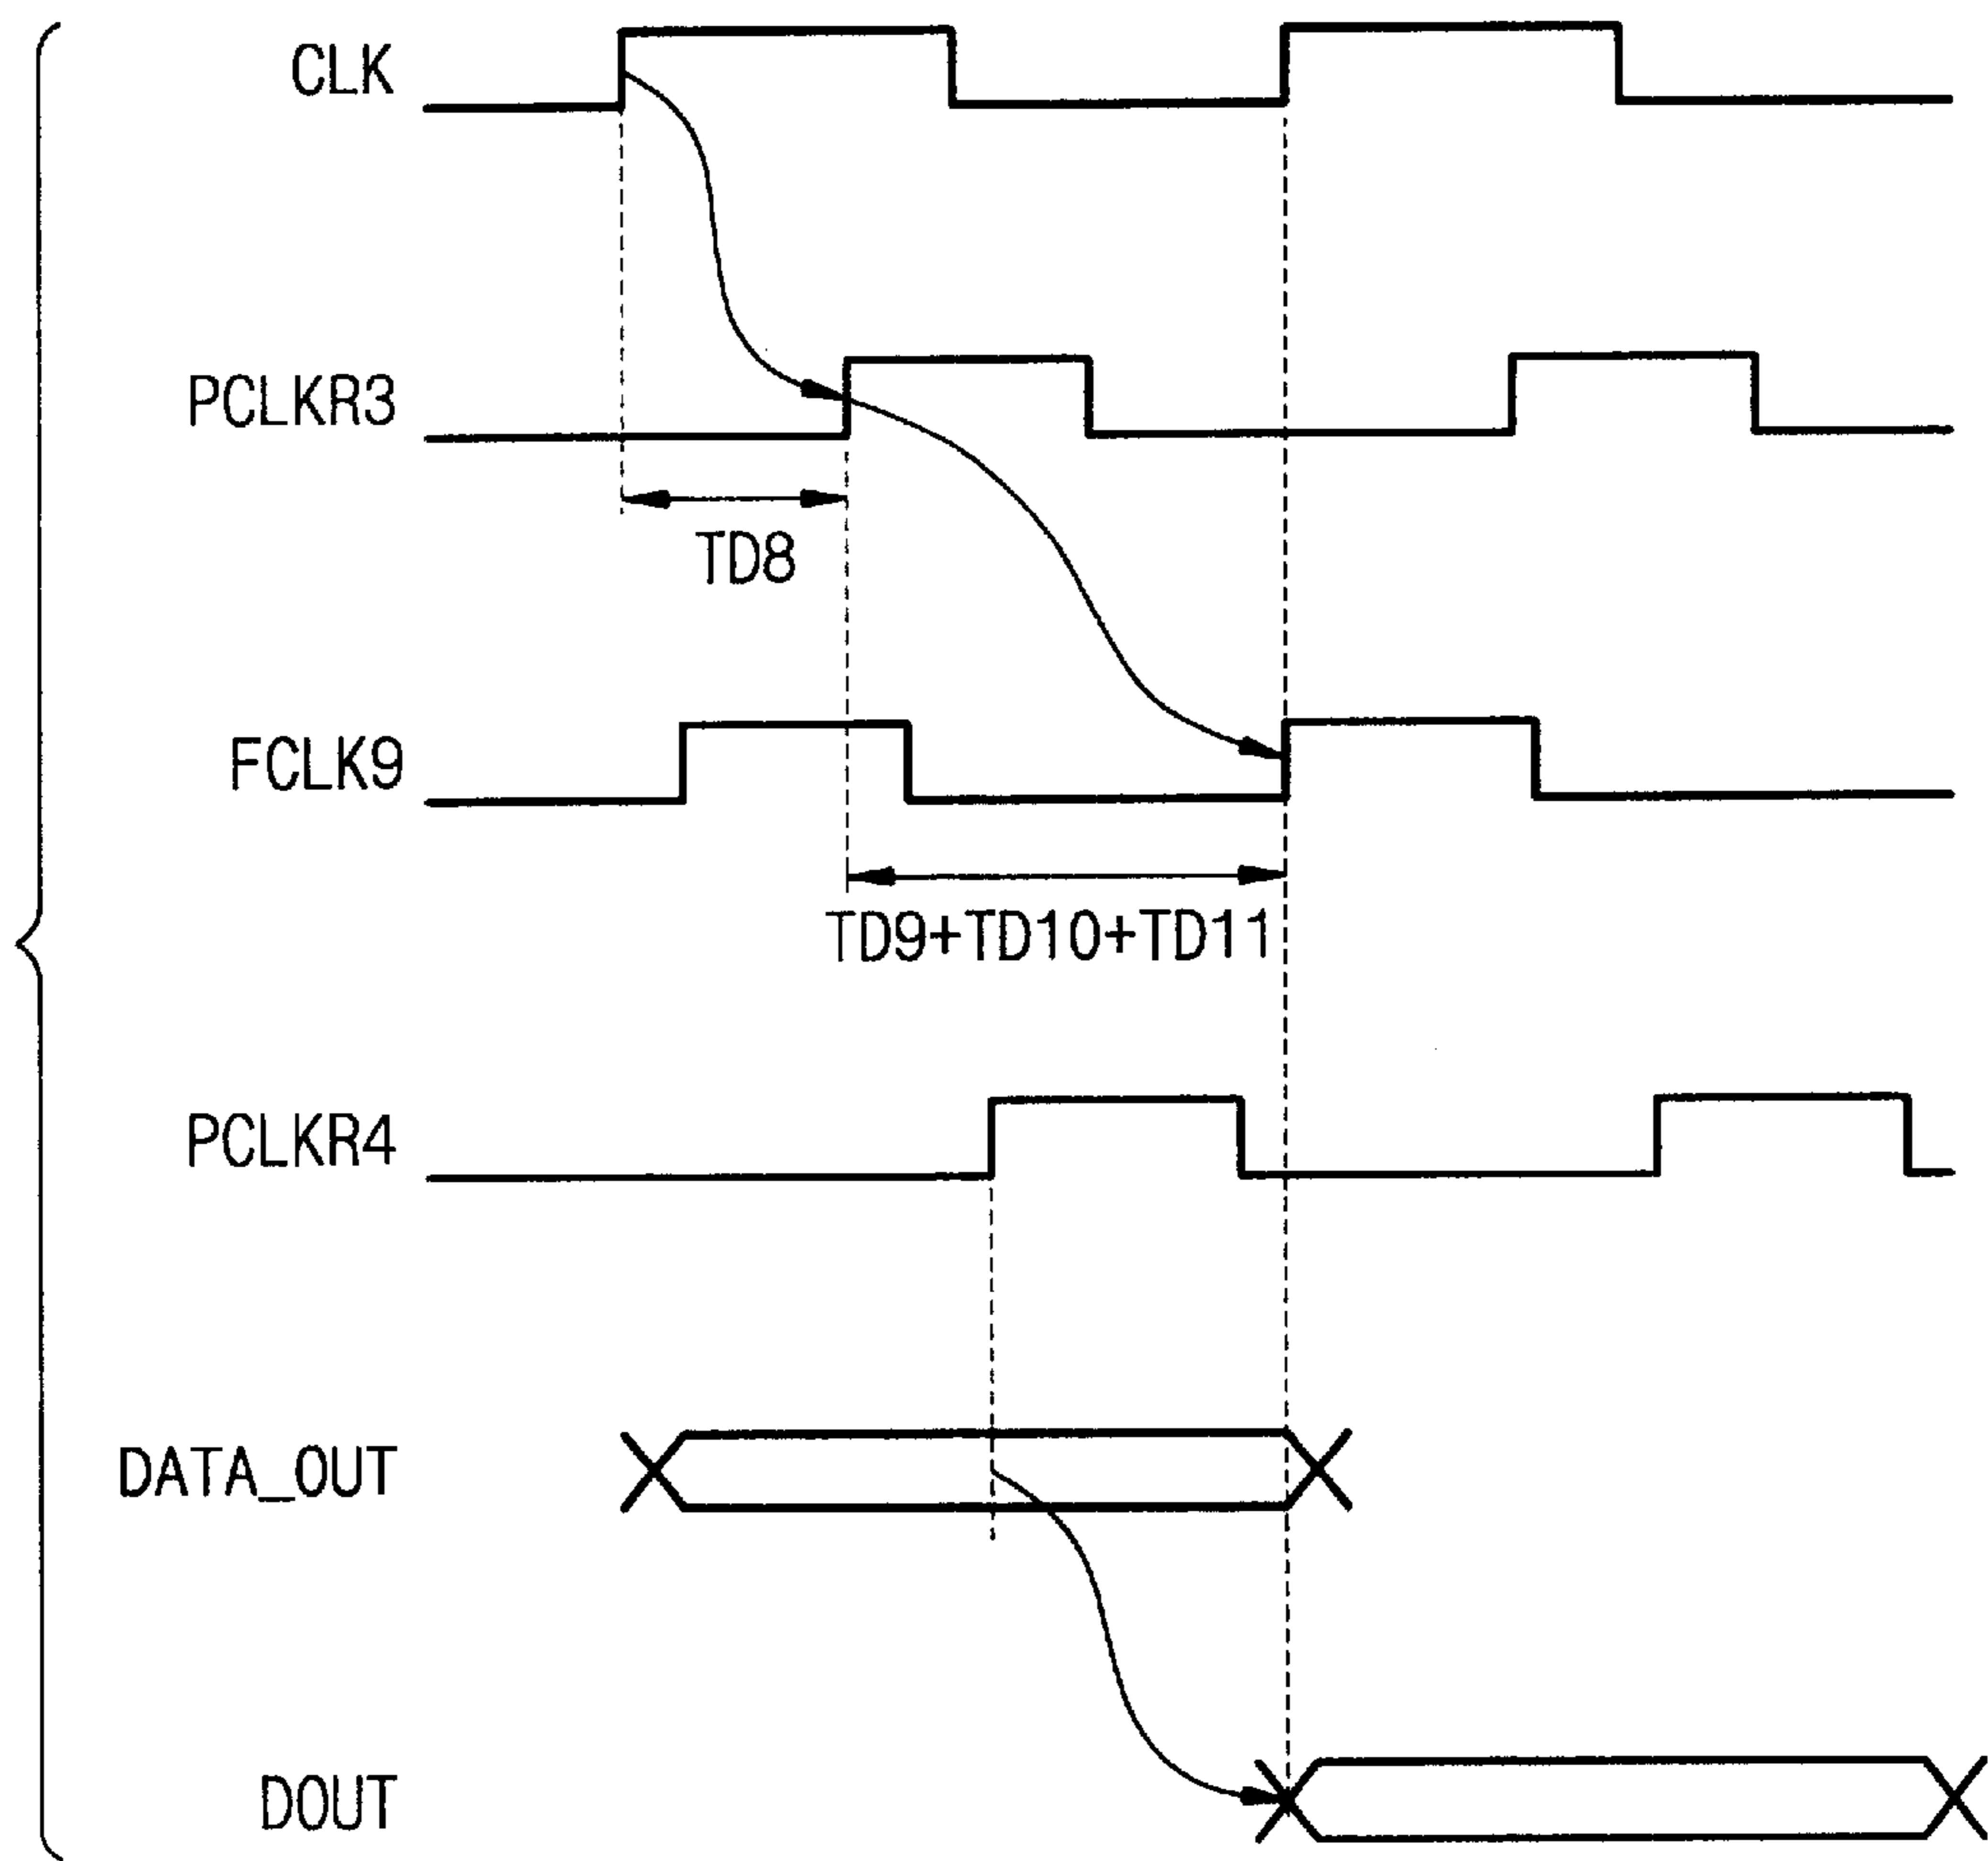 CLK
PCLKR3
TD8
FCLK9
TD9+TD10+TD11
PCLKR4
DATA_OUT
DOUT